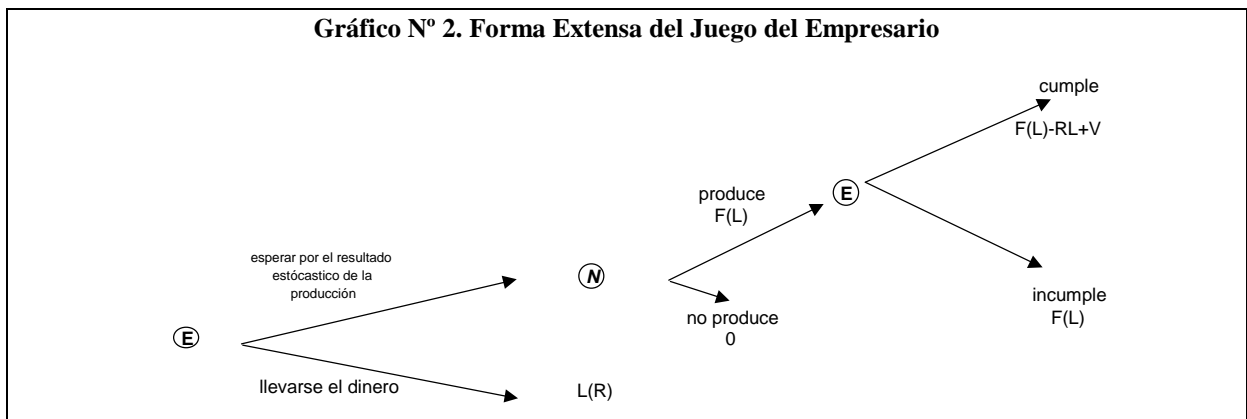 Gráfico Nº 2. Forma Extensa del Juego del Empresario
cumple
F(L)-RL+V
produce
F(L)
E
esperar por el resultado
estócastico de la
producción
N
no produce
0
incumple
F(L)
E
llevarse el dinero
L(R)